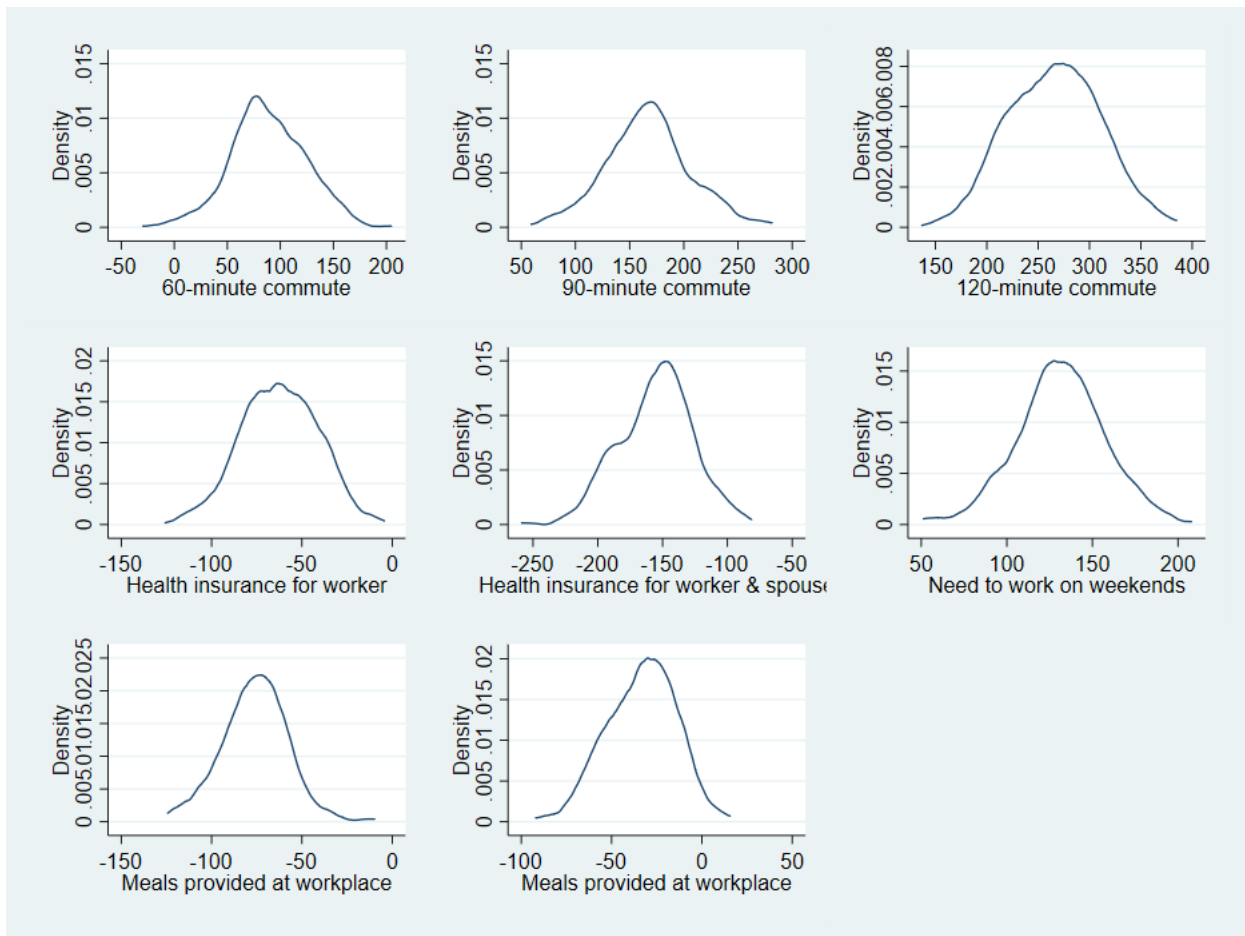 Density
0 .005 .01 .015
-50 0 50 100 150 200
60-minute commute
Density
0 .005 .01 .015
50 100 150 200 250 300
90-minute commute
Density
0 .002 .004 .006 .008
150 200 250 300 350 400
120-minute commute
Density
0 .005 .01 .015 .02
-150 -100 -50 0
Health insurance for worker
Density
0 .005 .01 .015
-250 -200 -150 -100 -50
Health insurance for worker & spouse
Density
0 .005 .01 .015
50 100 150 200
Need to work on weekends
Density
0 .005 .01 .015 .02 .025
-150 -100 -50 0
Meals provided at workplace
Density
0 .005 .01 .015 .02
-100 -50 0 50
Meals provided at workplace